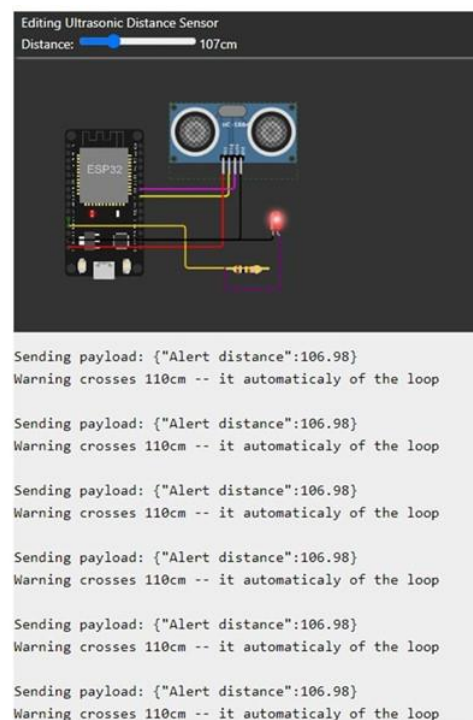 Editing Ultrasonic Distance Sensor
Distance: 107cm
HC-SR04
ESP32
Sending payload: {"Alert distance":106.98}
Warning crosses 110cm -- it automaticaly of the loop
Sending payload: {"Alert distance":106.98}
Warning crosses 110cm -- it automaticaly of the loop
Sending payload: {"Alert distance":106.98}
Warning crosses 110cm -- it automaticaly of the loop
Sending payload: {"Alert distance":106.98}
Warning crosses 110cm -- it automaticaly of the loop
Sending payload: {"Alert distance":106.98}
Warning crosses 110cm -- it automaticaly of the loop
Sending payload: {"Alert distance":106.98}
Warning crosses 110cm -- it automaticaly of the loop